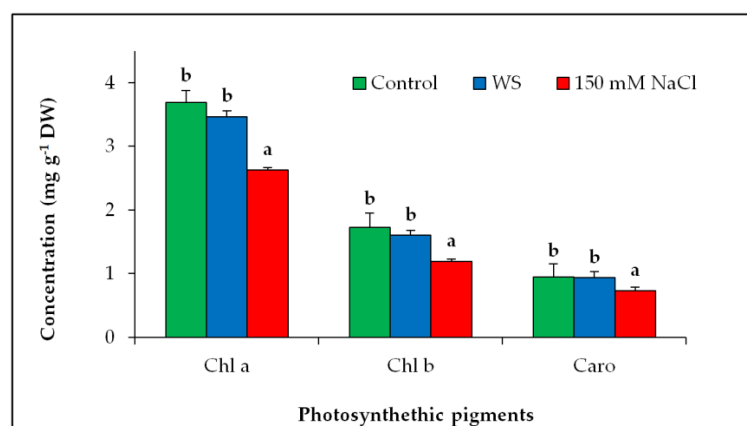 Concentration (mg g-1 DW)
4
3
2
1
0
Control WS 150 mM NaCl
b b a
b b a
b b a
Chl a Chl b Caro
Photosynthethic pigments